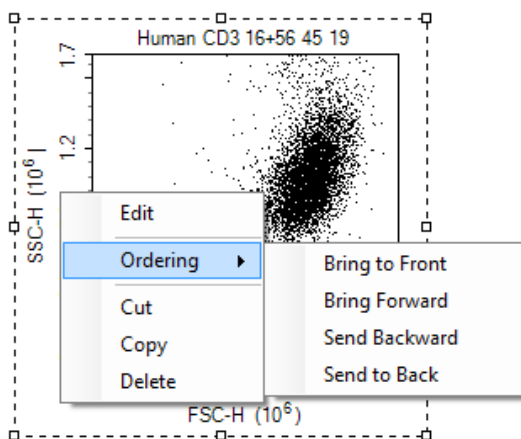 Human CD3 16+56 45 19
1.7
1.2
SSC-H (10⁶)
Edit
Ordering
Cut
Copy
Delete
Bring to Front
Bring Forward
Send Backward
Send to Back
FSC-H (10⁶)